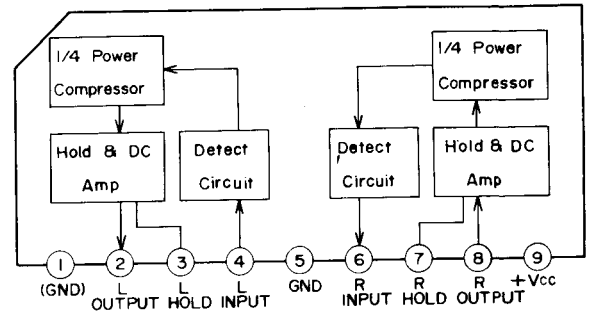 1/4 Power
Compressor
1/4 Power
Compressor
Hold & DC
Amp
Detect
Circuit
Detect
Circuit
Hold & DC
Amp
1 2 3 4 5 6 7 8 9
(GND)
L
OUTPUT
L
HOLD
L
INPUT
GND
R
INPUT
R
HOLD
R
OUTPUT
+Vcc